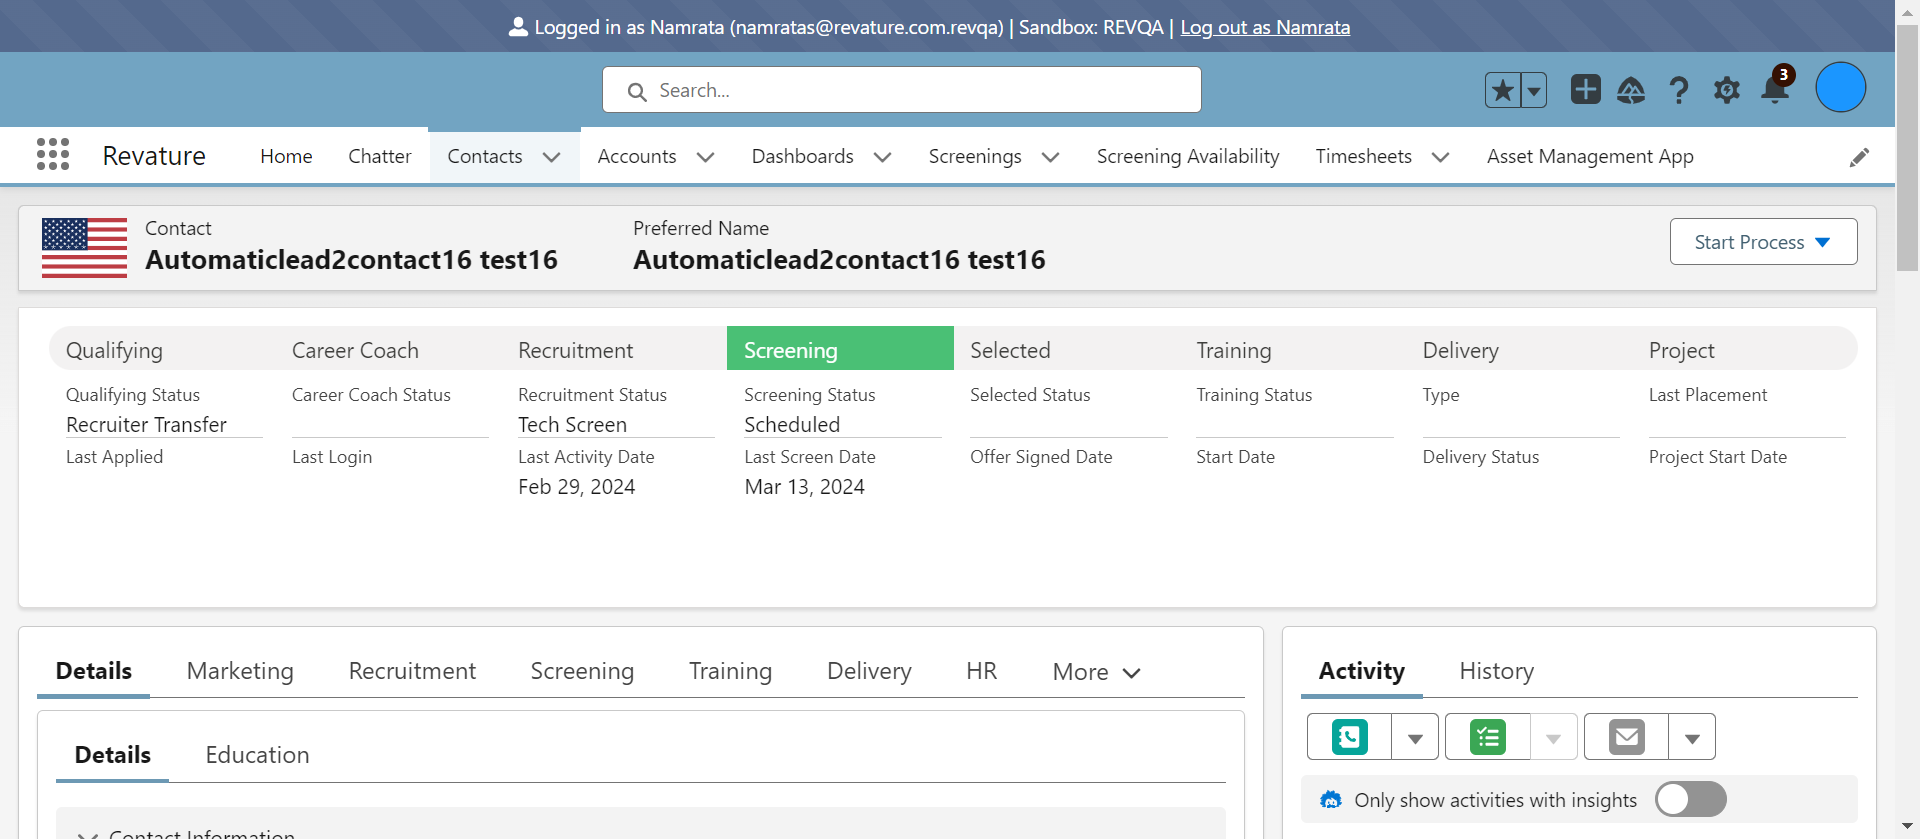 Logged in as Namrata (namratas@revature.com.revqa) | Sandbox: REVQA | Log out as Namrata
Search...
3
Revature Home Chatter Contacts Accounts Dashboards Screenings Screening Availability Timesheets Asset Management App
Contact Preferred Name
Automaticlead2contact16 test16 Automaticlead2contact16 test16
Start Process
Qualifying Career Coach Recruitment Screening Selected Training Delivery Project
Qualifying Status Career Coach Status Recruitment Status Screening Status Selected Status Training Status Type Last Placement
Recruiter Transfer Tech Screen Scheduled
Last Applied Last Login Last Activity Date Last Screen Date Offer Signed Date Start Date Delivery Status Project Start Date
Feb 29, 2024 Mar 13, 2024
Details Marketing Recruitment Screening Training Delivery HR More
Activity History
Details Education
Only show activities with insights
Contact Information